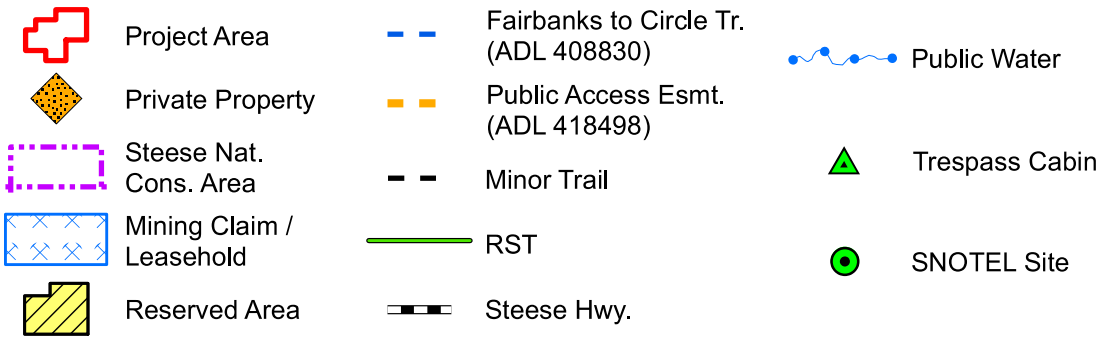 Project Area
Private Property
Steese Nat.
Cons. Area
Mining Claim /
Leasehold
Reserved Area
Fairbanks to Circle Tr.
(ADL 408830)
Public Access Esmt.
(ADL 418498)
Minor Trail
RST
Steese Hwy.
Public Water
Trespass Cabin
SNOTEL Site